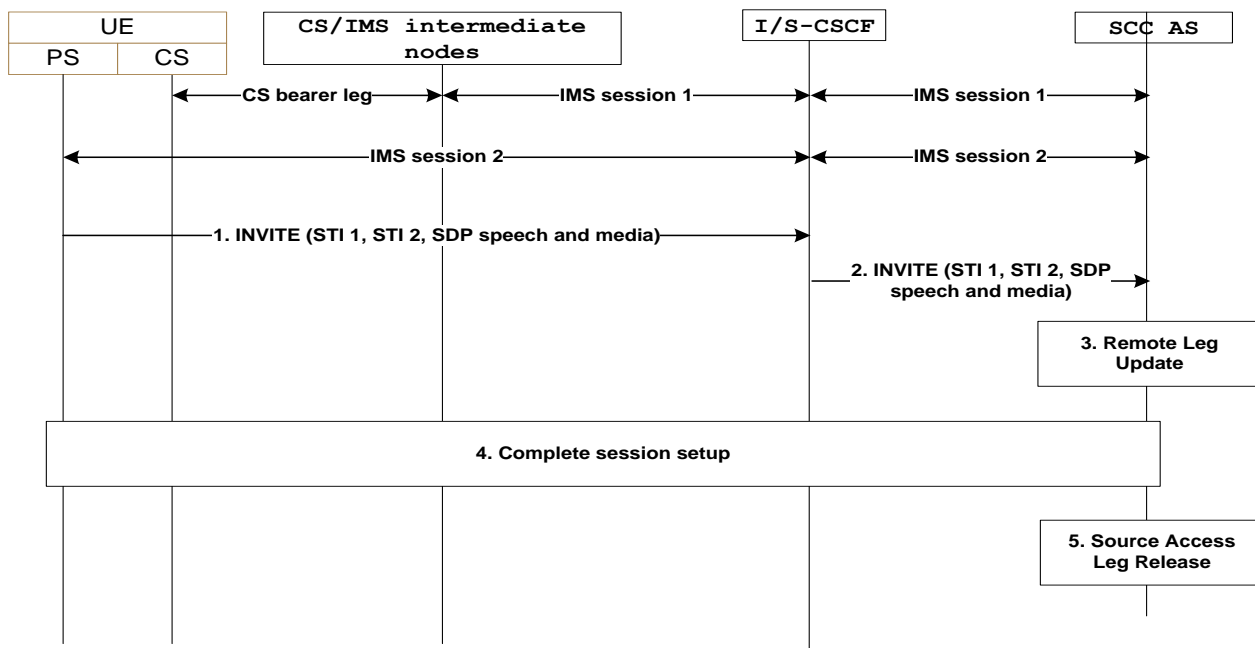 UE
PS
CS
CS/IMS intermediate
nodes
I/S-CSCF
SCC AS
CS bearer leg
IMS session 1
IMS session 1
IMS session 2
IMS session 2
1. INVITE (STI 1, STI 2, SDP speech and media)
2. INVITE (STI 1, STI 2, SDP
speech and media)
3. Remote Leg
Update
4. Complete session setup
5. Source Access
Leg Release